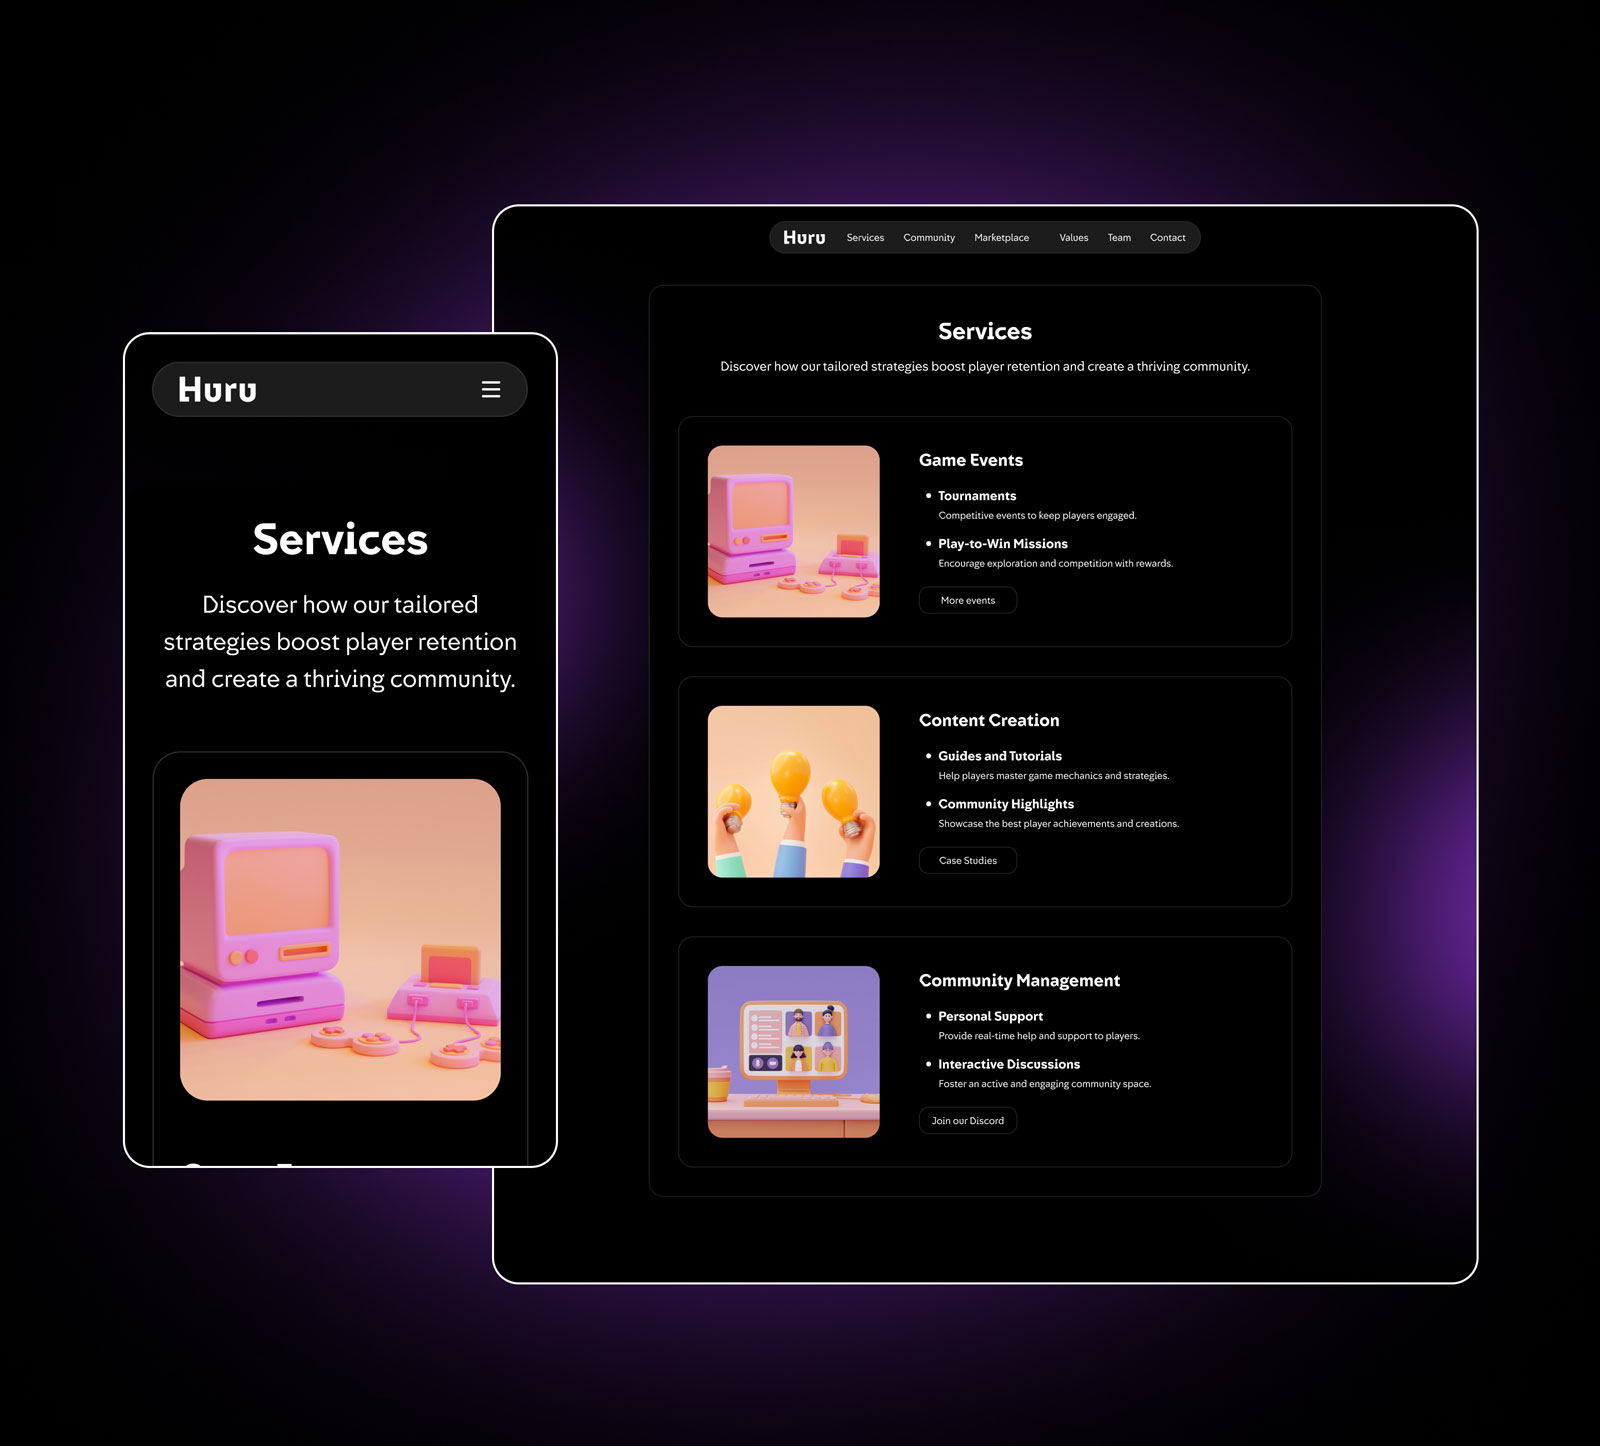 Huru
Services
Discover how our tailored
strategies boost player retention
and create a thriving community.
Huru Services Community Marketplace Values Team Contact
Services
Discover how our tailored strategies boost player retention and create a thriving community.
Game Events
Tournaments
Competitive events to keep players engaged.
Play-to-Win Missions
Encourage exploration and competition with rewards.
More events
Content Creation
Guides and Tutorials
Help players master game mechanics and strategies.
Community Highlights
Showcase the best player achievements and creations.
Case Studies
Community Management
Personal Support
Provide real-time help and support to players.
Interactive Discussions
Foster an active and engaging community space.
Join our Discord